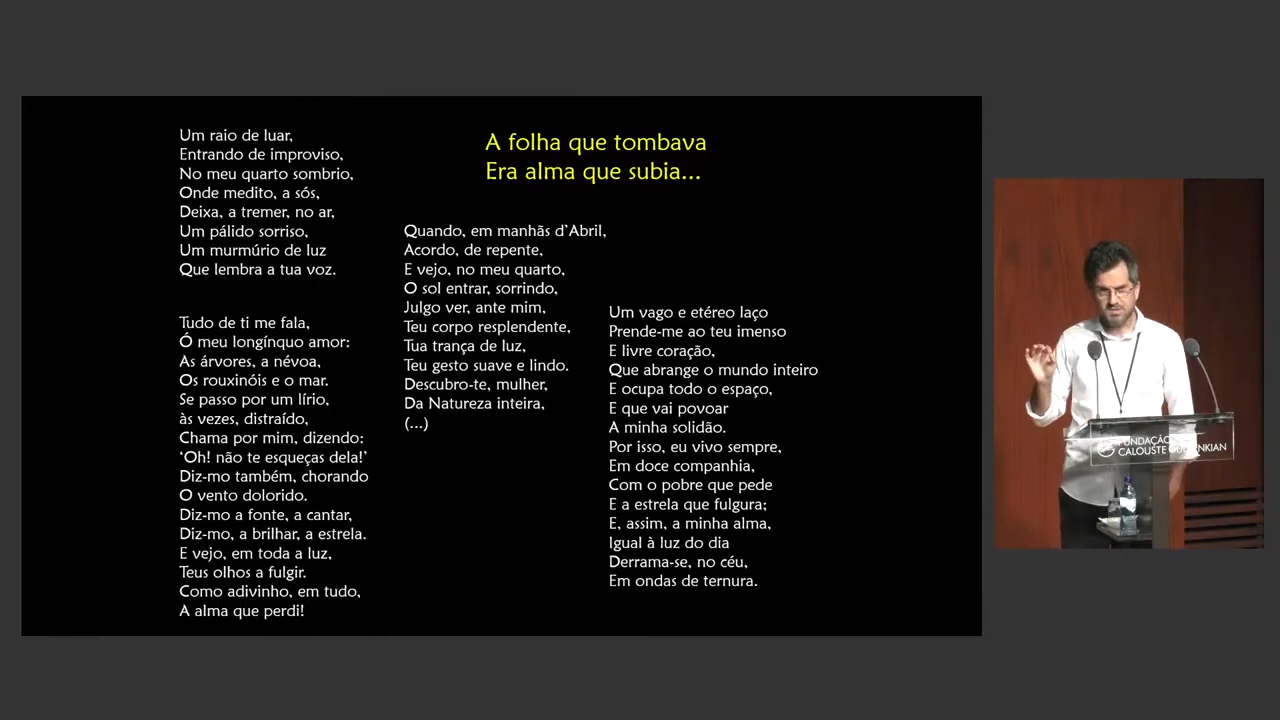 Um raio de luar,
Entrando de improviso,
No meu quarto sombrio,
Onde medito, a sós,
Deixa, a tremer, no ar,
Um pálido sorriso,
Um murmúrio de luz
Que lembra a tua voz.
Tudo de ti me fala,
Ó meu longínquo amor:
As árvores, a névoa,
Os rouxinóis e o mar.
Se passo por um lírio,
às vezes, distraído,
Chama por mim, dizendo:
‘Oh! não te esqueças dela!’
Diz-mo também, chorando
O vento dolorido.
Diz-mo a fonte, a cantar,
Diz-mo, a brilhar, a estrela.
E vejo, em toda a luz,
Teus olhos a fulgir.
Como adivinho, em tudo,
A alma que perdi!
A folha que tombava
Era alma que subia...
Quando, em manhãs d’Abril,
Acordo, de repente,
E vejo, no meu quarto,
O sol entrar, sorrindo,
Julgo ver, ante mim,
Teu corpo resplendente,
Tua trança de luz,
Teu gesto suave e lindo.
Descubro-te, mulher,
Da Natureza inteira,
(...)
Um vago e etéreo laço
Prende-me ao teu imenso
E livre coração,
Que abrange o mundo inteiro
E ocupa todo o espaço,
E que vai povoar
A minha solidão.
Por isso, eu vivo sempre,
Em doce companhia,
Com o pobre que pede
E a estrela que fulgura;
E, assim, a minha alma,
Igual à luz do dia
Derrama-se, no céu,
Em ondas de ternura.
FUNDAÇÃO
CALOUSTE GULBENKIAN